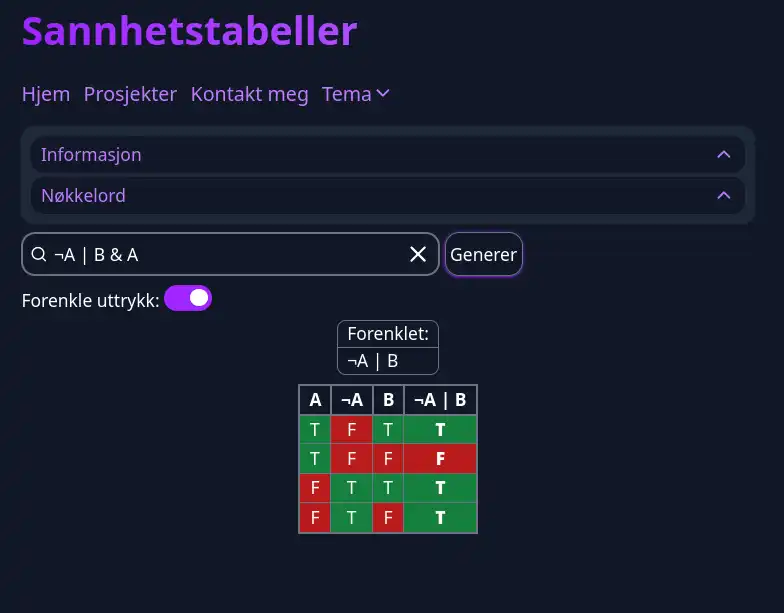 Sannhetstabeller
Hjem Prosjekter Kontakt meg Tema
Informasjon
Nøkkelord
¬A | B & A Generer
Forenkle uttrykk:
Forenklet:
¬A | B
A ¬A B ¬A | B
T F T T
T F F F
F T T T
F T F T